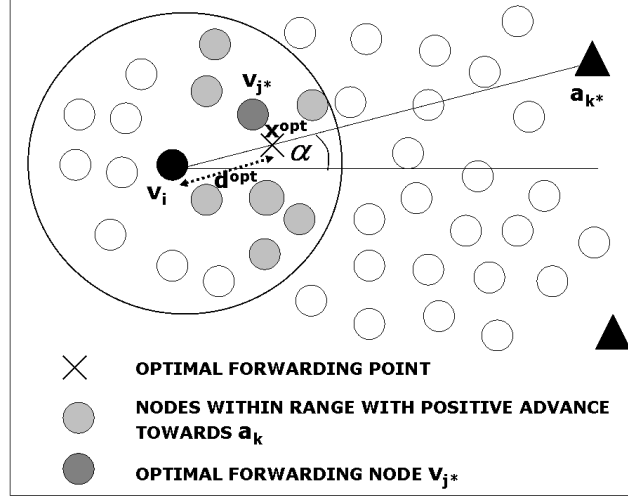 v_j*
a_k*
x^opt
α
d^opt
v_i
OPTIMAL FORWARDING POINT
NODES WITHIN RANGE WITH POSITIVE ADVANCE
TOWARDS a_k
OPTIMAL FORWARDING NODE v_j*